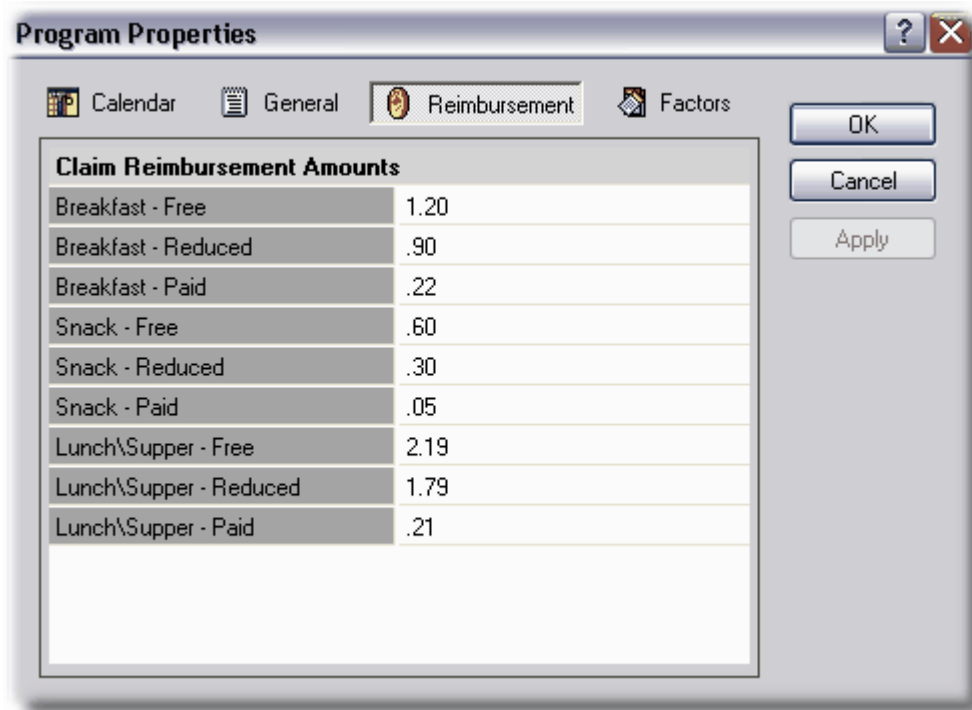 Program Properties ?
Calendar General Reimbursement Factors
OK
Cancel
Apply
Claim Reimbursement Amounts
Breakfast - Free 1.20
Breakfast - Reduced .90
Breakfast - Paid .22
Snack - Free .60
Snack - Reduced .30
Snack - Paid .05
Lunch\Supper - Free 2.19
Lunch\Supper - Reduced 1.79
Lunch\Supper - Paid .21